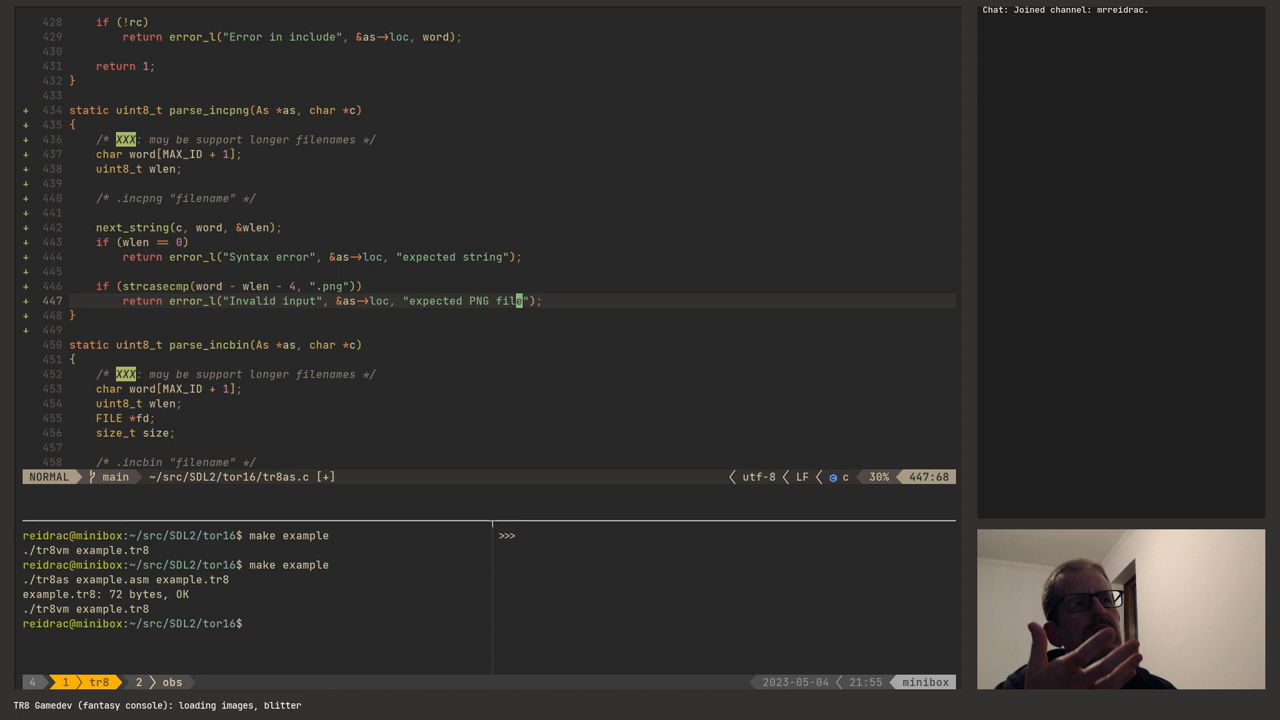 Chat: Joined channel: mrreidrac.
428     if (!rc)
429         return error_l("Error in include", &as->loc, word);
430
431     return 1;
432 }
433
+ 434 static uint8_t parse_incpng(As *as, char *c)
+ 435 {
+ 436     /* XXX: may be support longer filenames */
+ 437     char word[MAX_ID + 1];
+ 438     uint8_t wlen;
+ 439
+ 440     /* .incpng "filename" */
+ 441
+ 442     next_string(c, word, &wlen);
+ 443     if (wlen == 0)
+ 444         return error_l("Syntax error", &as->loc, "expected string");
+ 445
+ 446     if (strcasecmp(word - wlen - 4, ".png"))
+ 447         return error_l("Invalid input", &as->loc, "expected PNG file");
+ 448 }
+ 449
450 static uint8_t parse_incbin(As *as, char *c)
451 {
452     /* XXX: may be support longer filenames */
453     char word[MAX_ID + 1];
454     uint8_t wlen;
455     FILE *fd;
456     size_t size;
457
458     /* .incbin "filename" */
NORMAL main ~/src/SDL2/tor16/tr8as.c [+] utf-8 LF c 30% 447:68
reidrac@minibox:~/src/SDL2/tor16$ make example
./tr8vm example.tr8
reidrac@minibox:~/src/SDL2/tor16$ make example
./tr8as example.asm example.tr8
example.tr8: 72 bytes, OK
./tr8vm example.tr8
reidrac@minibox:~/src/SDL2/tor16$
>>>
4 1 tr8 2 obs 2023-05-04 21:55 minibox
TR8 Gamedev (fantasy console): loading images, blitter